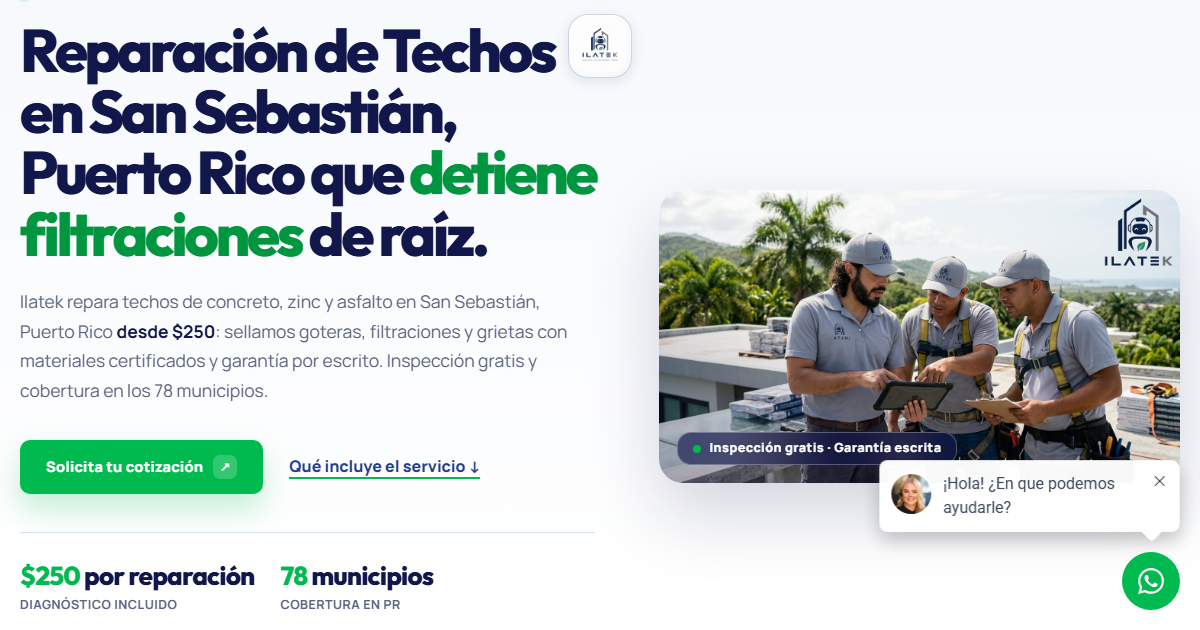 Reparación de Techos
en San Sebastián,
Puerto Rico que detiene
filtraciones de raíz.
ILATEK
Ilatek repara techos de concreto, zinc y asfalto en San Sebastián,
Puerto Rico desde $250: sellamos goteras, filtraciones y grietas con
materiales certificados y garantía por escrito. Inspección gratis y
cobertura en los 78 municipios.
Solicita tu cotización ↗
Qué incluye el servicio ↓
$250 por reparación
DIAGNÓSTICO INCLUIDO
78 municipios
COBERTURA EN PR
ILATEK
Inspección gratis · Garantía escrita
¡Hola! ¿En que podemos
ayudarle?